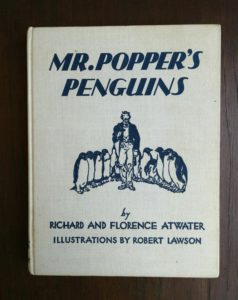 MR. POPPER'S
PENGUINS
by
RICHARD AND FLORENCE ATWATER
ILLUSTRATIONS BY ROBERT LAWSON